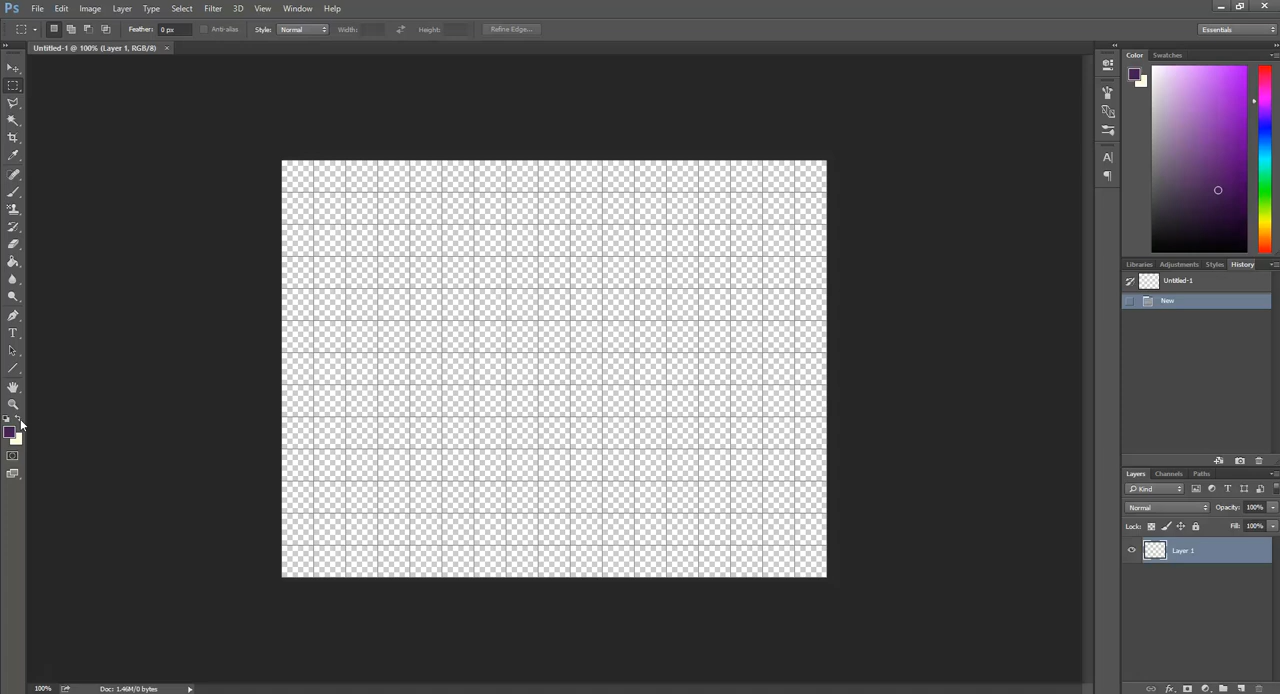 Ps File Edit Image Layer Type Select Filter 3D View Window Help
Feather: 0 px Anti-alias Style: Normal Width: Height: Refine Edge... Essentials
Untitled-1 @ 100% (Layer 1, RGB/8) ×
Color Swatches
Libraries Adjustments Styles History
Untitled-1
New
Layers Channels Paths
Kind
Normal Opacity: 100%
Lock: Fill: 100%
Layer 1
100% Doc: 1.46M/0 bytes